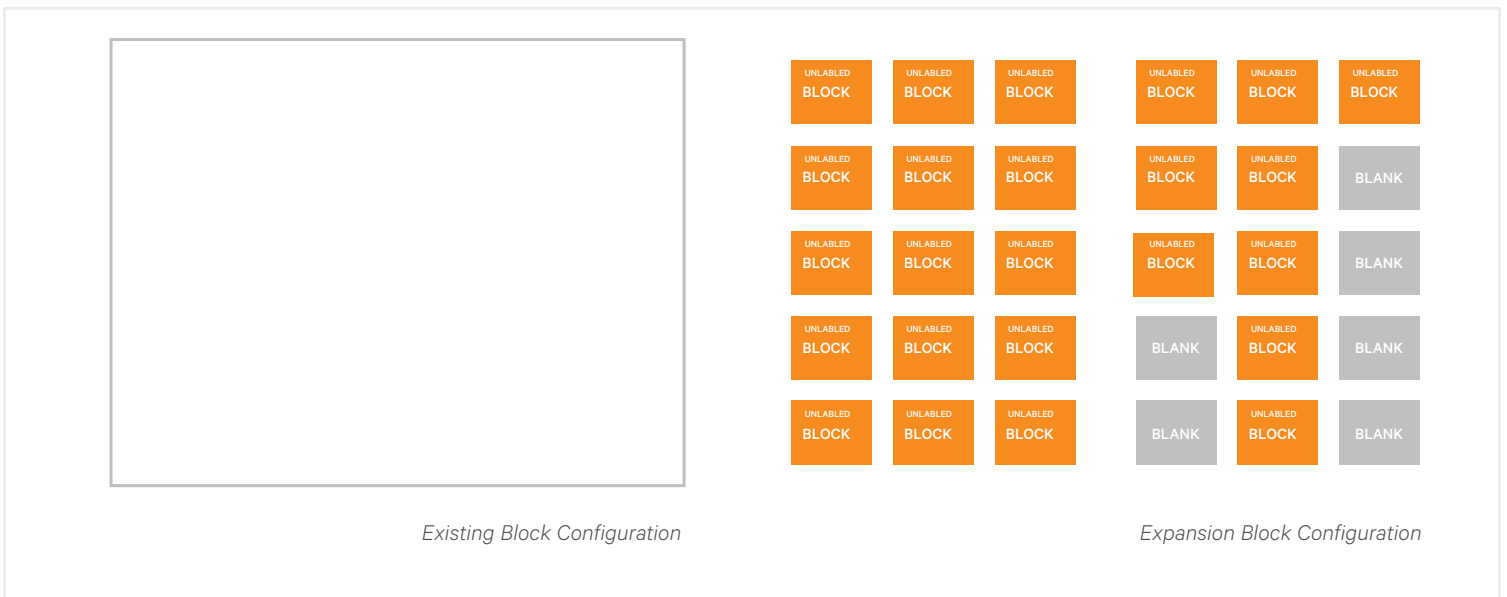 UNLABLED UNLABLED UNLABLED UNLABLED UNLABLED UNLABLED
BLOCK BLOCK BLOCK BLOCK BLOCK BLOCK
UNLABLED UNLABLED UNLABLED UNLABLED UNLABLED
BLOCK BLOCK BLOCK BLOCK BLOCK BLANK
UNLABLED UNLABLED UNLABLED UNLABLED UNLABLED
BLOCK BLOCK BLOCK BLOCK BLOCK BLANK
UNLABLED UNLABLED UNLABLED UNLABLED
BLOCK BLOCK BLOCK BLANK BLOCK BLANK
UNLABLED UNLABLED UNLABLED UNLABLED
BLOCK BLOCK BLOCK BLANK BLOCK BLANK
Existing Block Configuration Expansion Block Configuration